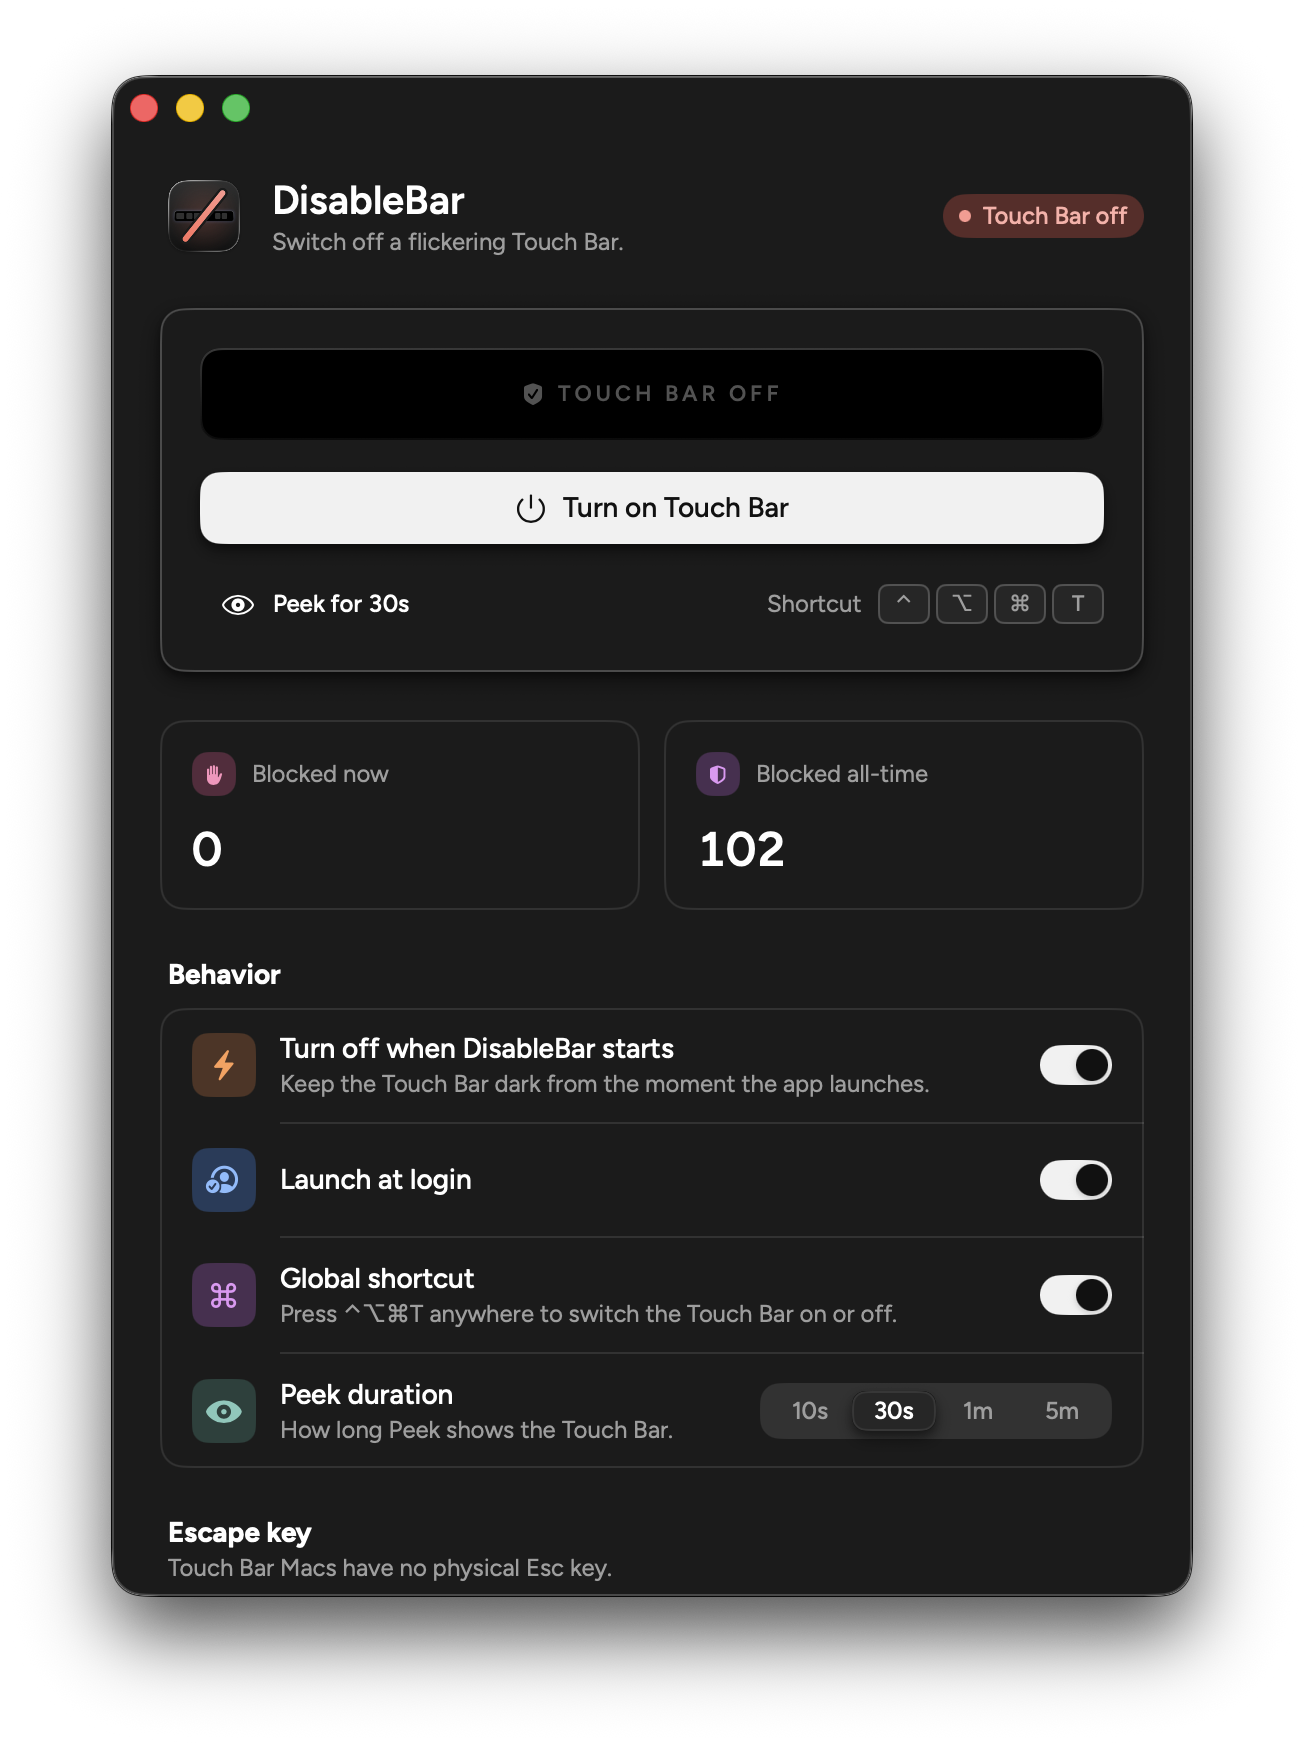 DisableBar
Switch off a flickering Touch Bar.
Touch Bar off
TOUCH BAR OFF
Turn on Touch Bar
Peek for 30s
Shortcut ⌃ ⌥ ⌘ T
Blocked now
0
Blocked all-time
102
Behavior
Turn off when DisableBar starts
Keep the Touch Bar dark from the moment the app launches.
Launch at login
Global shortcut
Press ⌃⌥⌘T anywhere to switch the Touch Bar on or off.
Peek duration
How long Peek shows the Touch Bar.
10s 30s 1m 5m
Escape key
Touch Bar Macs have no physical Esc key.